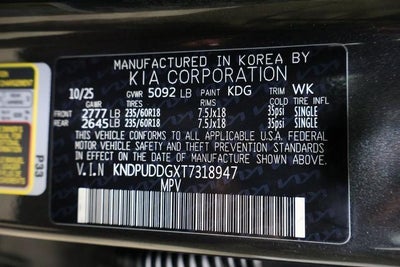 MANUFACTURED IN KOREA BY
KIA CORPORATION
10/25 GVWR 5092 LB PAINT KDG TRIM WK
GAWR TIRES RIMS COLD TIRE INFL
FRONT 2777 LB 235/60R18 7.5Jx18 35psi SINGLE
REAR 2645 LB 235/60R18 7.5Jx18 35psi SINGLE
THIS VEHICLE CONFORMS TO ALL APPLICABLE U.S.A. FEDERAL
MOTOR VEHICLE SAFETY AND THEFT PREVENTION STANDARDS
IN EFFECT ON THE DATE OF MANUFACTURE SHOWN ABOVE.
V.I.N KNDPUDDGXT7318947
MPV
P33